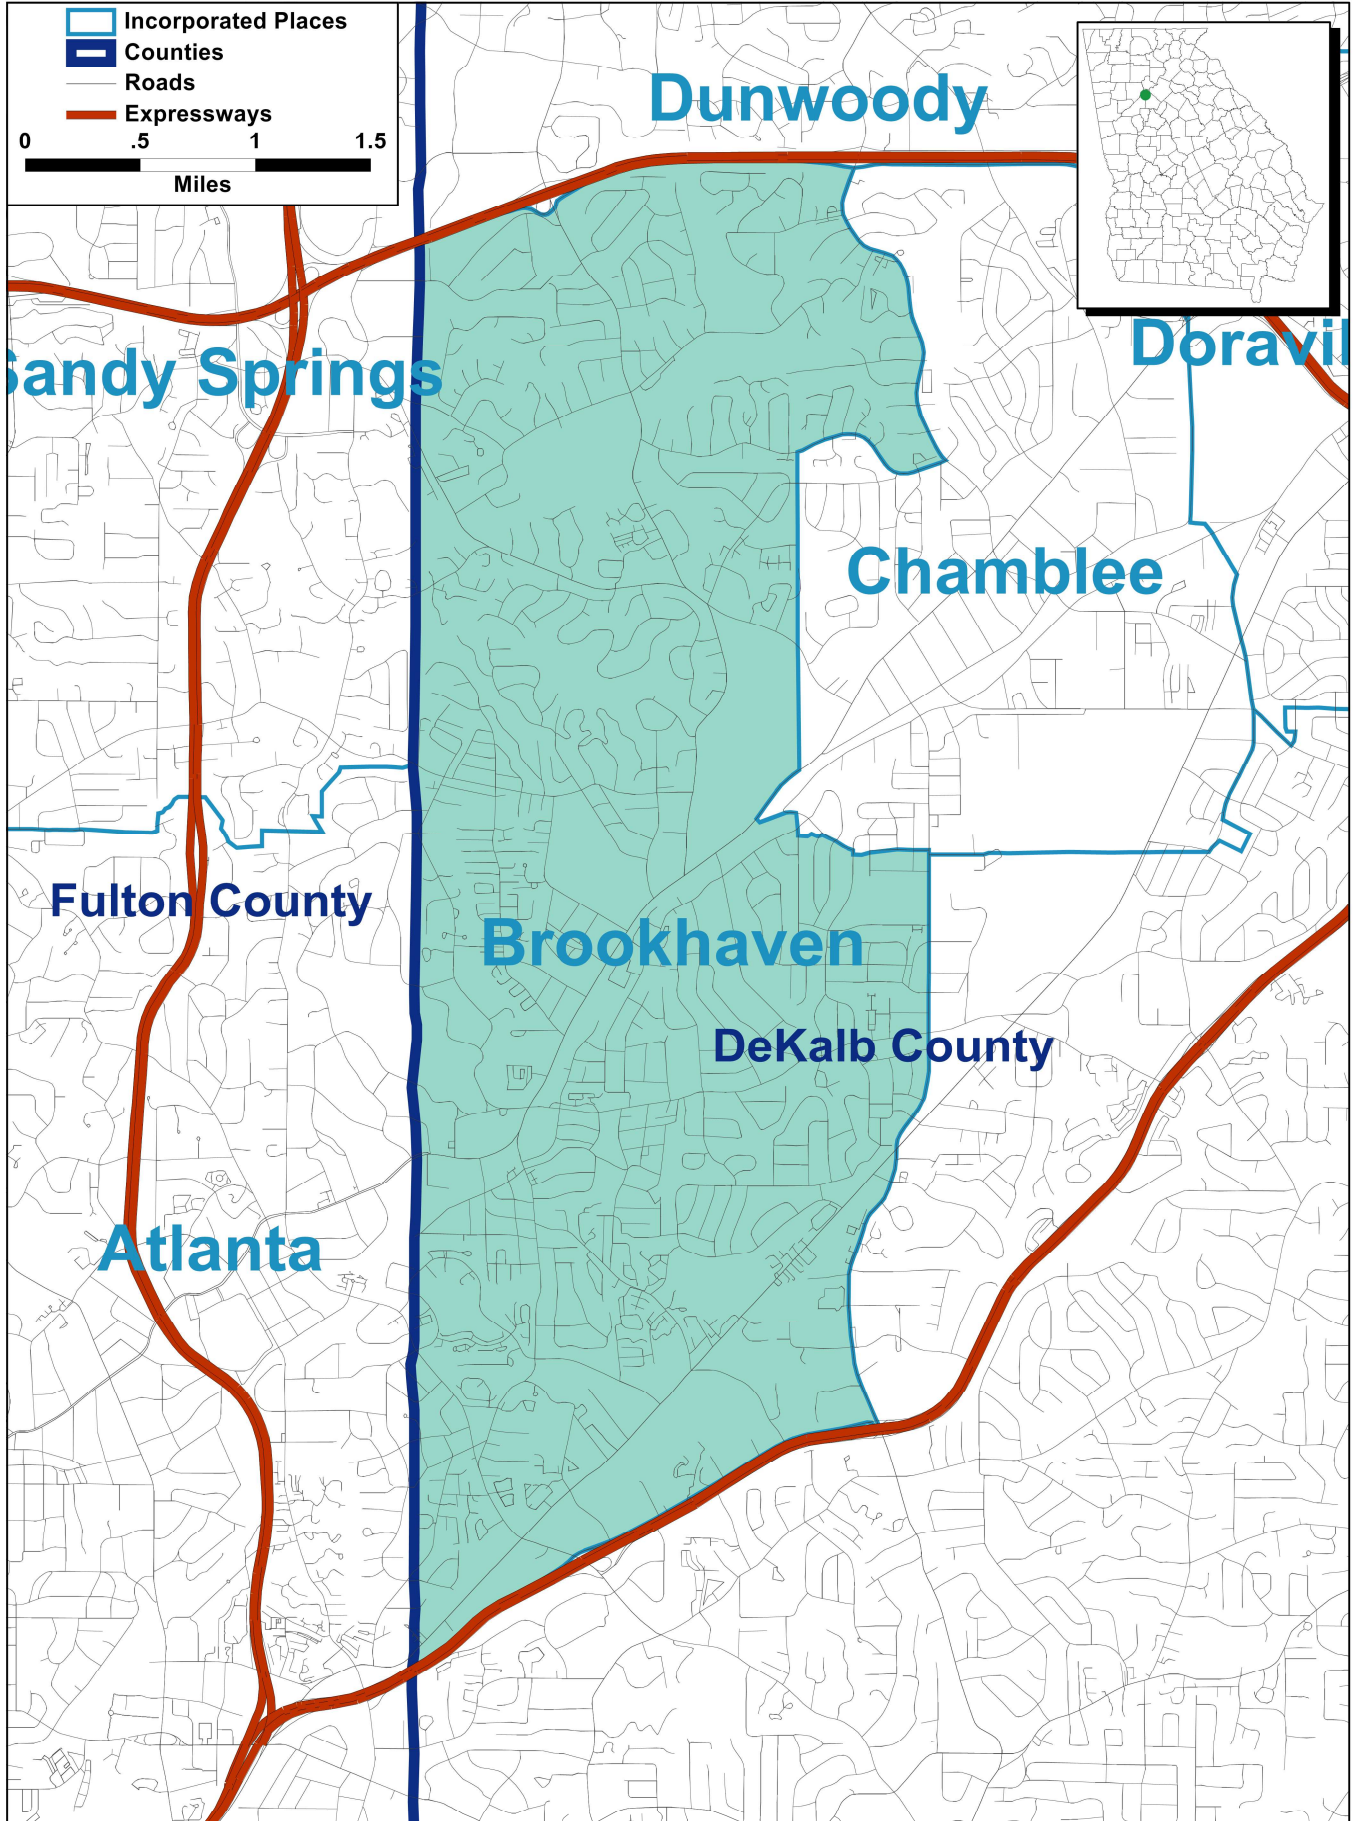 Incorporated Places
Counties
Roads
Expressways
0 .5 1 1.5
Miles
Dunwoody
Sandy Springs
Doravil
Chamblee
Fulton County
Brookhaven
DeKalb County
Atlanta